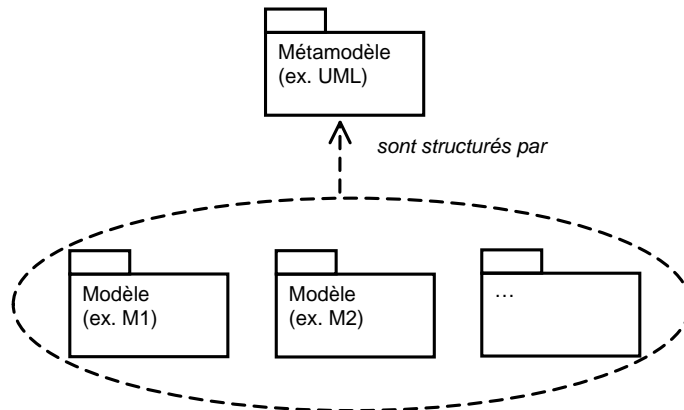 Métamodèle
(ex. UML)
sont structurés par
Modèle
(ex. M1)
Modèle
(ex. M2)
…